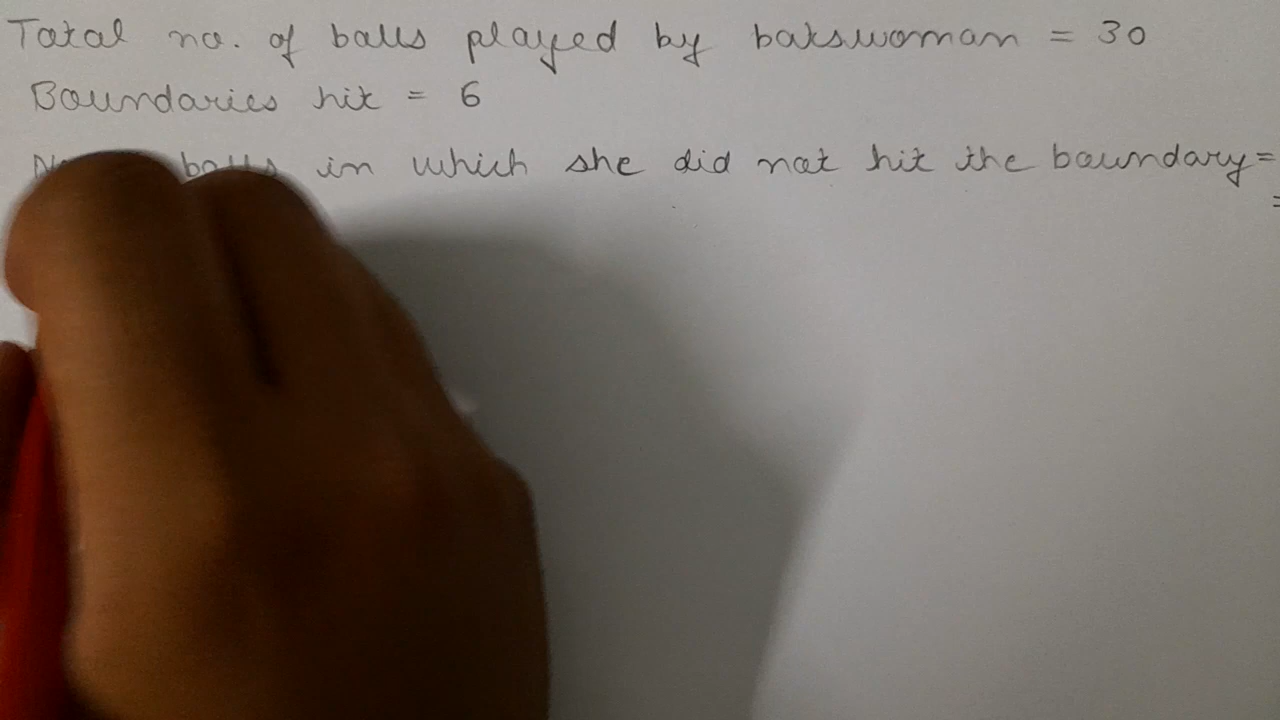 Total no. of balls played by batswoman = 30
Boundaries hit = 6
balls in which she did not hit the boundary =
=